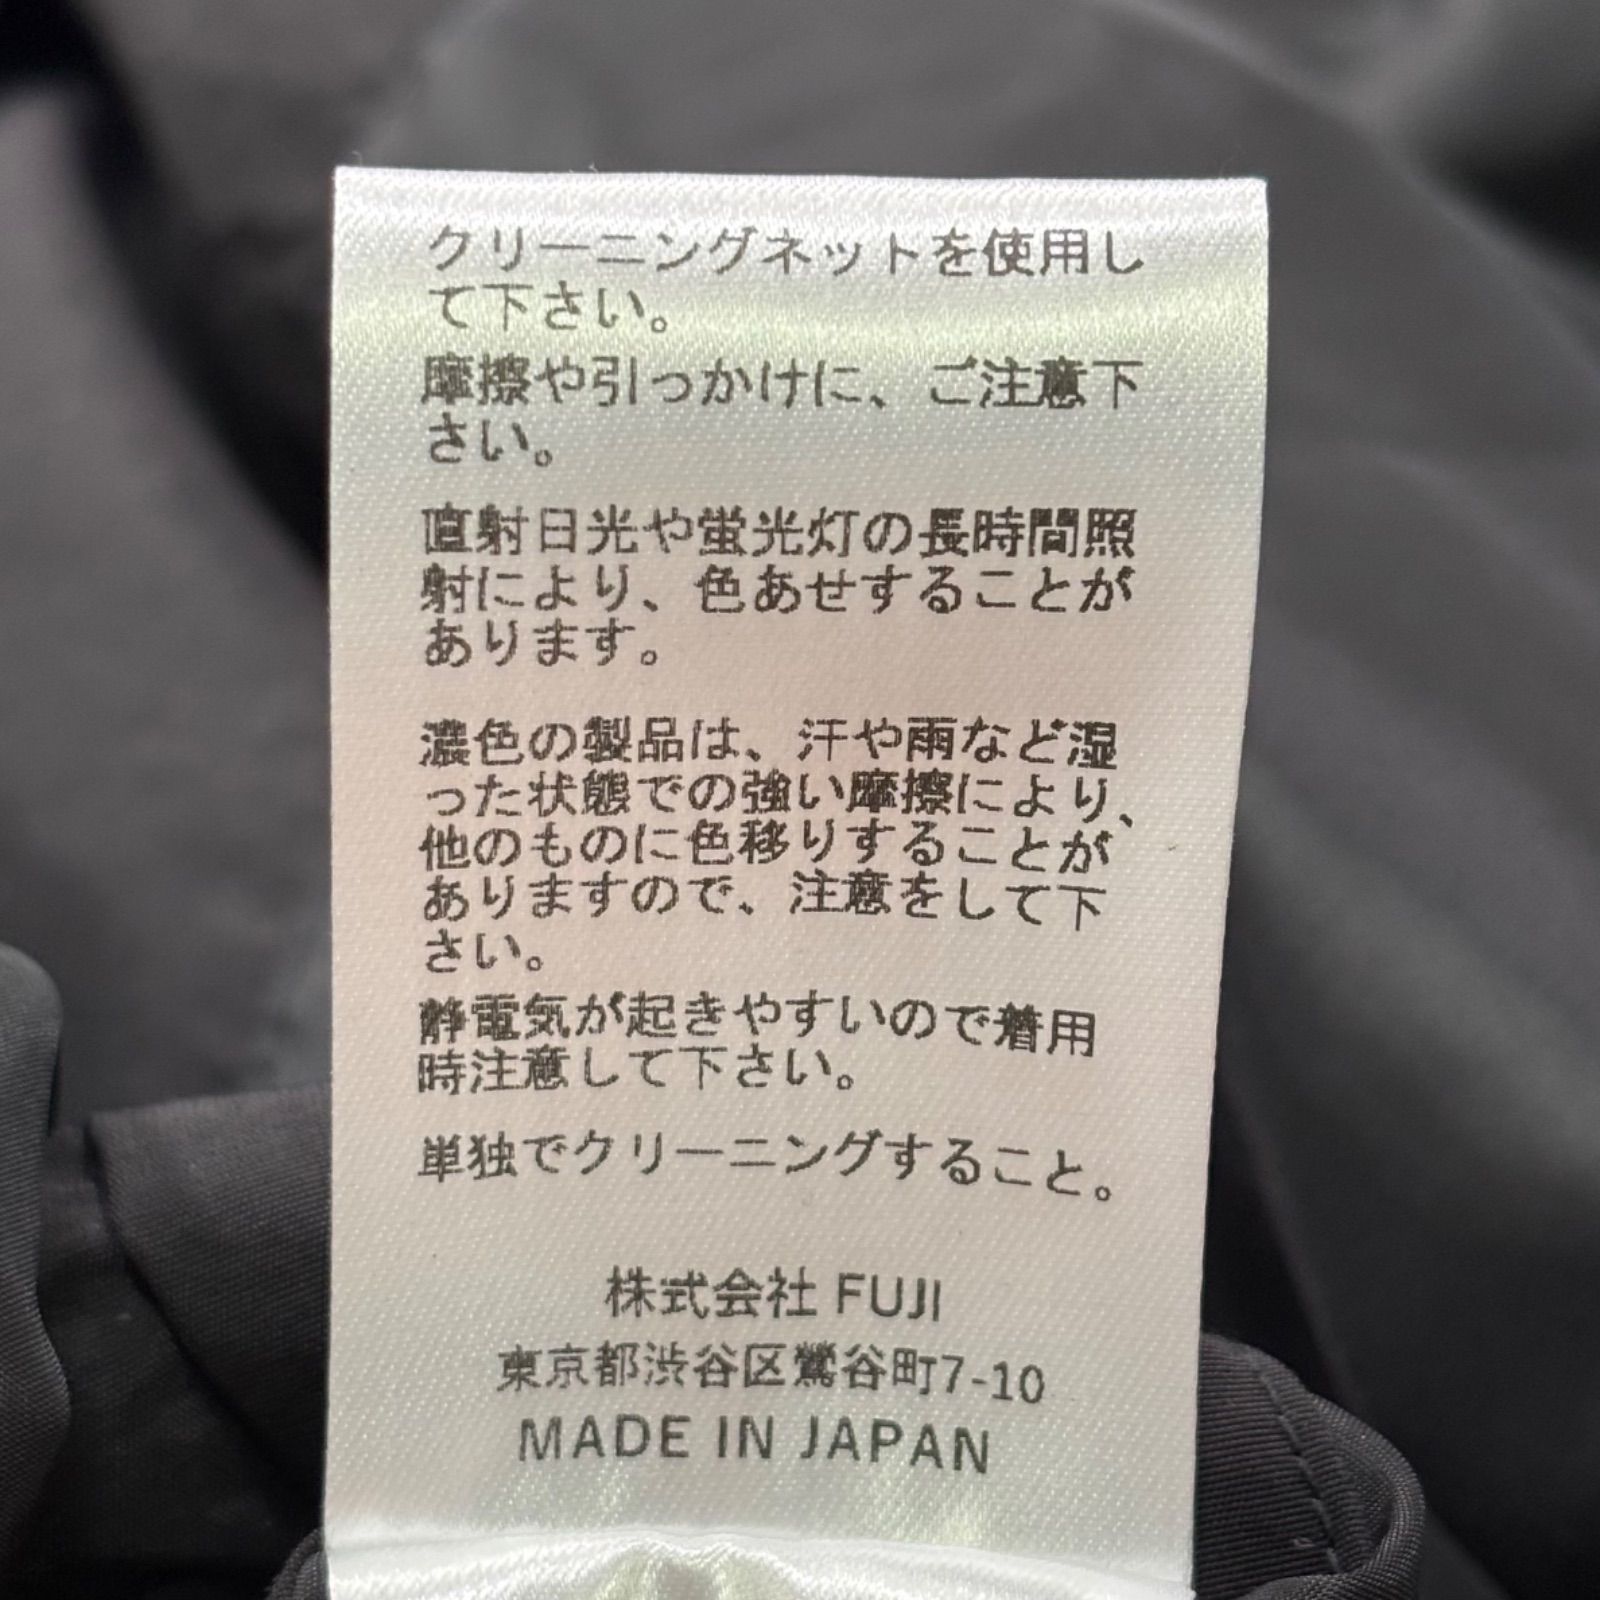 クリーニングネットを使用し
て下さい。
摩擦や引っかけに、ご注意下
さい。
直射日光や蛍光灯の長時間照
射により、色あせすることが
あります。
濃色の製品は、汗や雨など湿
った状態での強い摩擦により、
他のものに色移りすることが
ありますので、注意をして下
さい。
静電気が起きやすいので着用
時注意して下さい。
単独でクリーニングすること。
株式会社 FUJI
東京都渋谷区鶯谷町7-10
MADE IN JAPAN